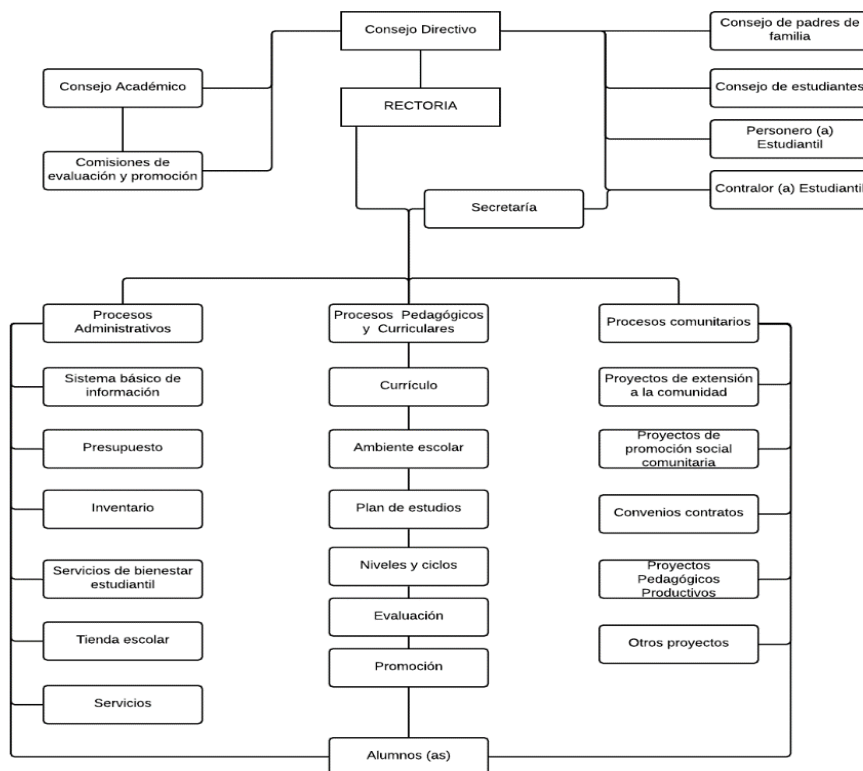 Consejo Directivo
Consejo de padres de
familia
Consejo Académico
Consejo de estudiantes
RECTORIA
Personero (a)
Estudiantil
Comisiones de
evaluación y promoción
Contralor (a) Estudiantil
Secretaría
Procesos
Administrativos
Procesos Pedagógicos
y Curriculares
Procesos comunitarios
Sistema básico de
información
Currículo
Proyectos de extensión
a la comunidad
Presupuesto
Ambiente escolar
Proyectos de
promoción social
comunitaria
Inventario
Plan de estudios
Convenios contratos
Servicios de bienestar
estudiantil
Niveles y ciclos
Proyectos
Pedagógicos
Productivos
Evaluación
Tienda escolar
Otros proyectos
Promoción
Servicios
Alumnos (as)